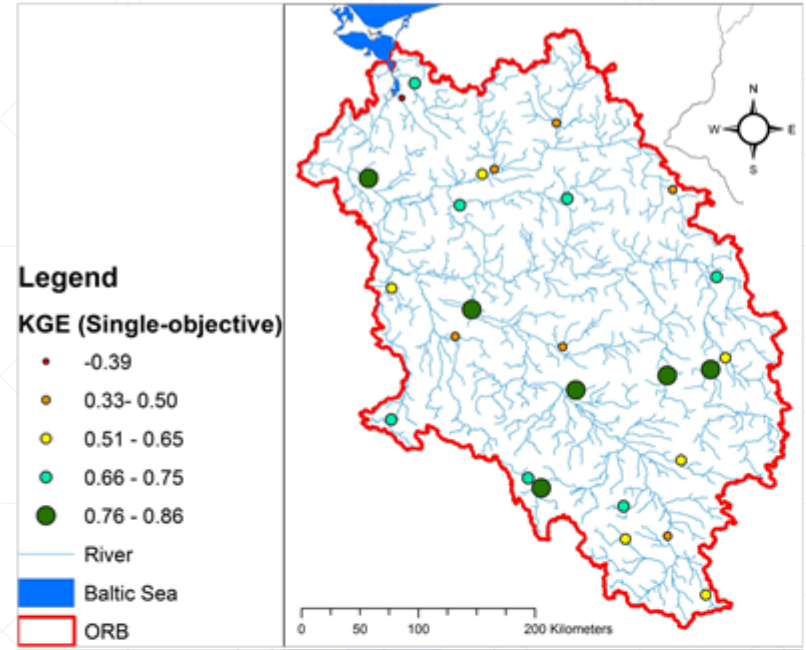 N
W E
S
Legend
KGE (Single-objective)
-0.39
0.33- 0.50
0.51 - 0.65
0.66 - 0.75
0.76 - 0.86
River
Baltic Sea
ORB
0 50 100 200 Kilometers